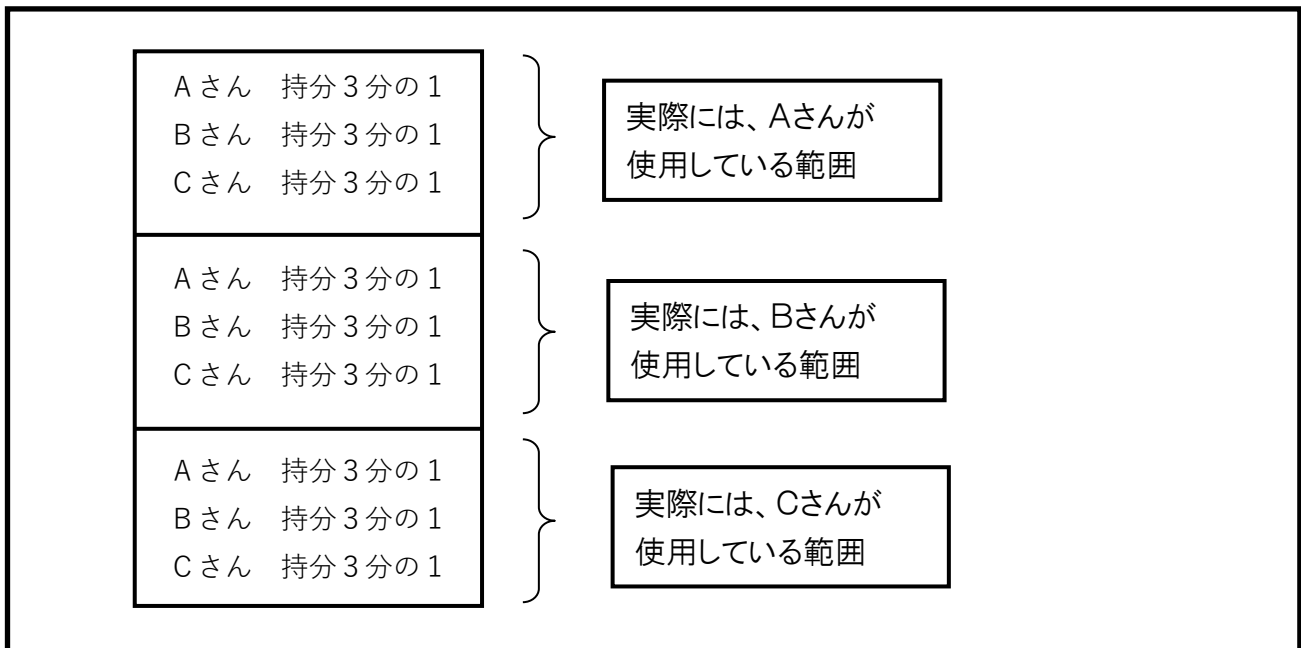 Aさん　持分３分の１
Bさん　持分３分の１
Cさん　持分３分の１
実際には、Aさんが
使用している範囲
Aさん　持分３分の１
Bさん　持分３分の１
Cさん　持分３分の１
実際には、Bさんが
使用している範囲
Aさん　持分３分の１
Bさん　持分３分の１
Cさん　持分３分の１
実際には、Cさんが
使用している範囲